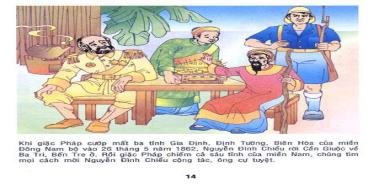 Khi giặc Pháp cướp mất ba tỉnh Gia Định, Định Tường, Biên Hòa của miền
Đông Nam bộ vào 26 tháng 5 năm 1862, Nguyễn Đình Chiểu rời Cần Giuộc về
Ba Tri, Bến Tre ở. Rồi giặc Pháp chiếm cả sáu tỉnh của miền Nam, chúng tìm
mọi cách mời Nguyễn Đình Chiểu cộng tác, ông cự tuyệt.
14